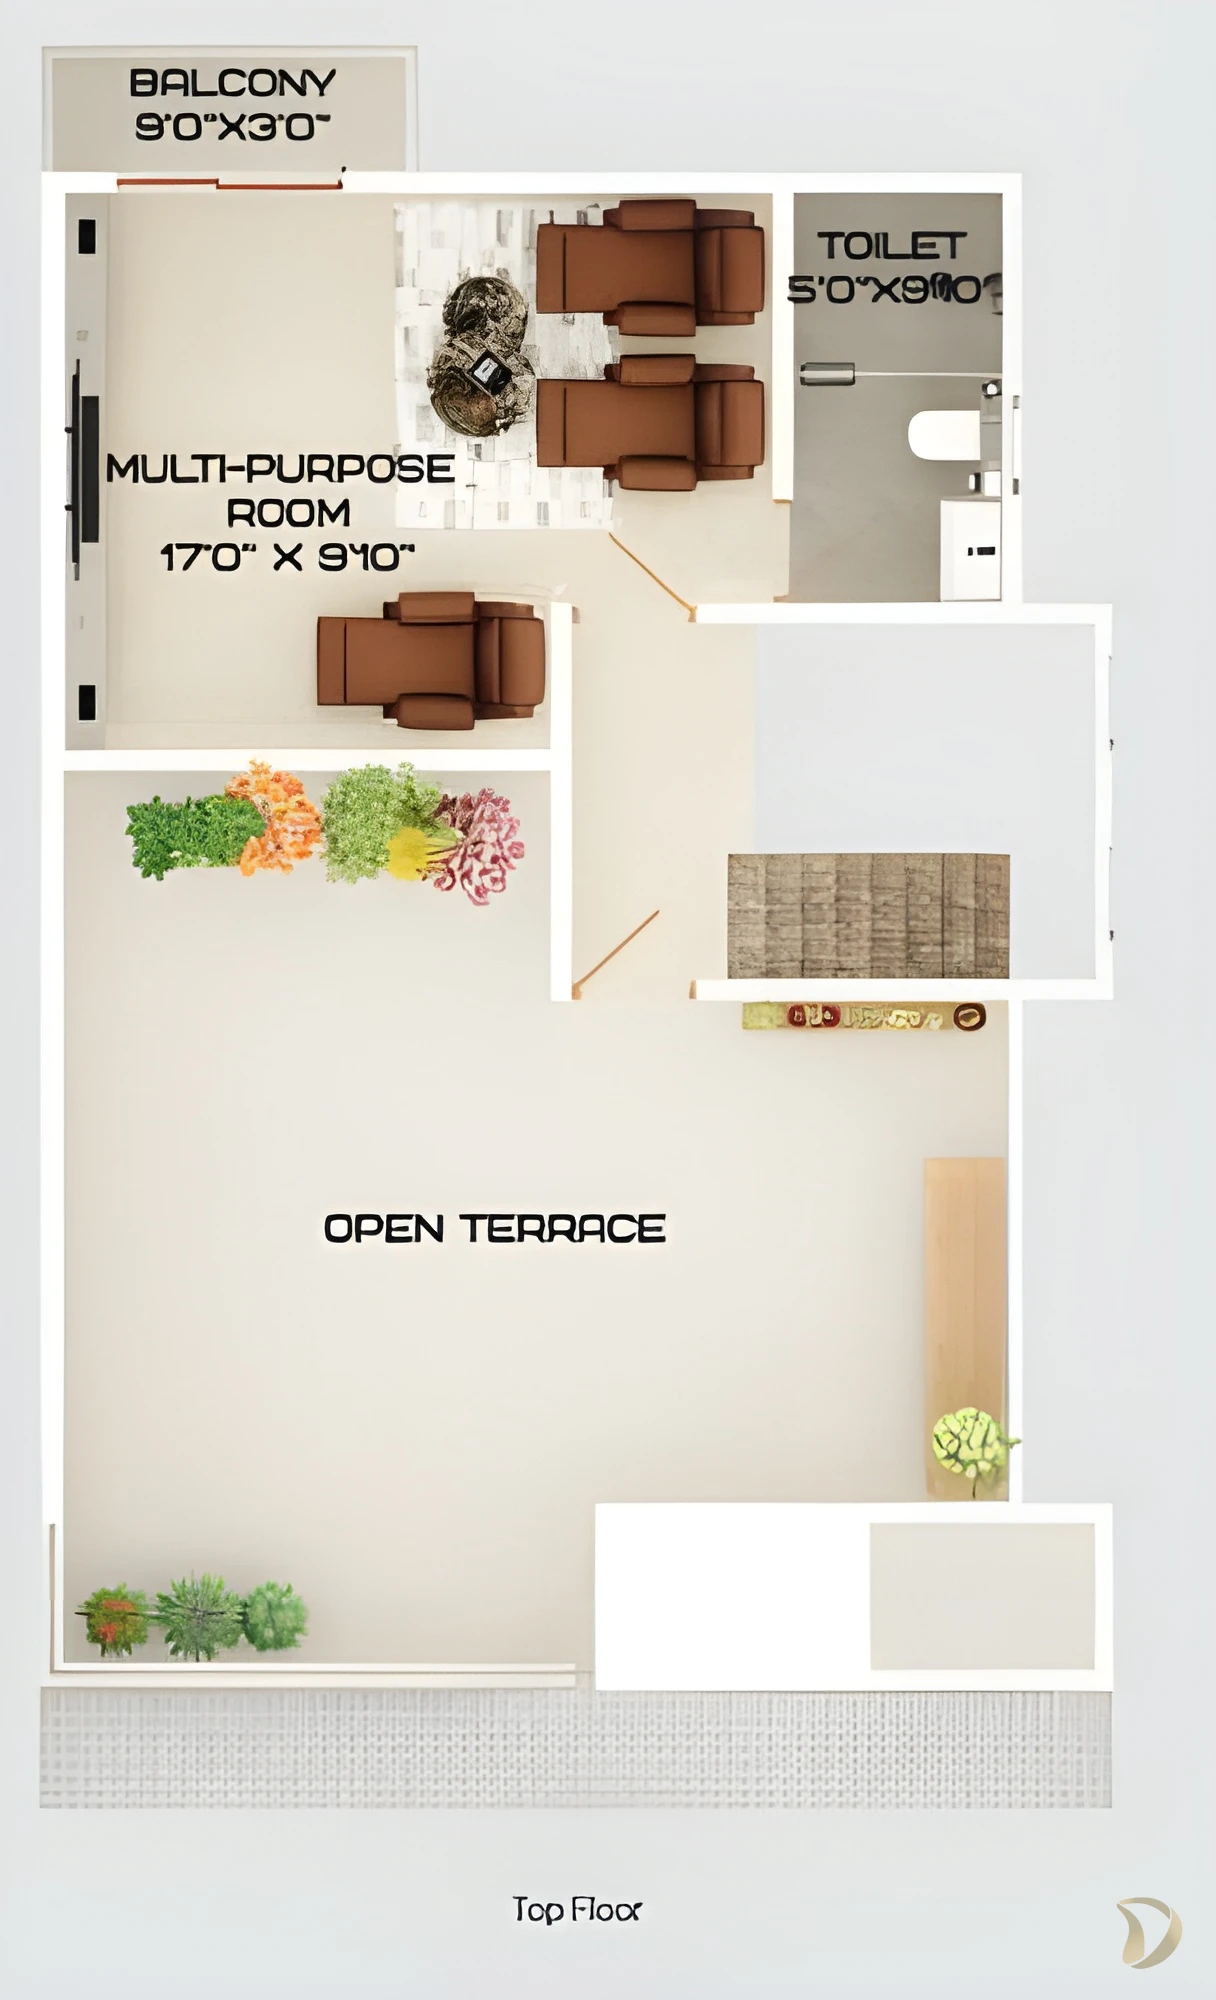 BALCONY
9'0"X3'0"
TOILET
MULTI-PURPOSE
ROOM
17'0" X 9'10"
OPEN TERRACE
Top Floor